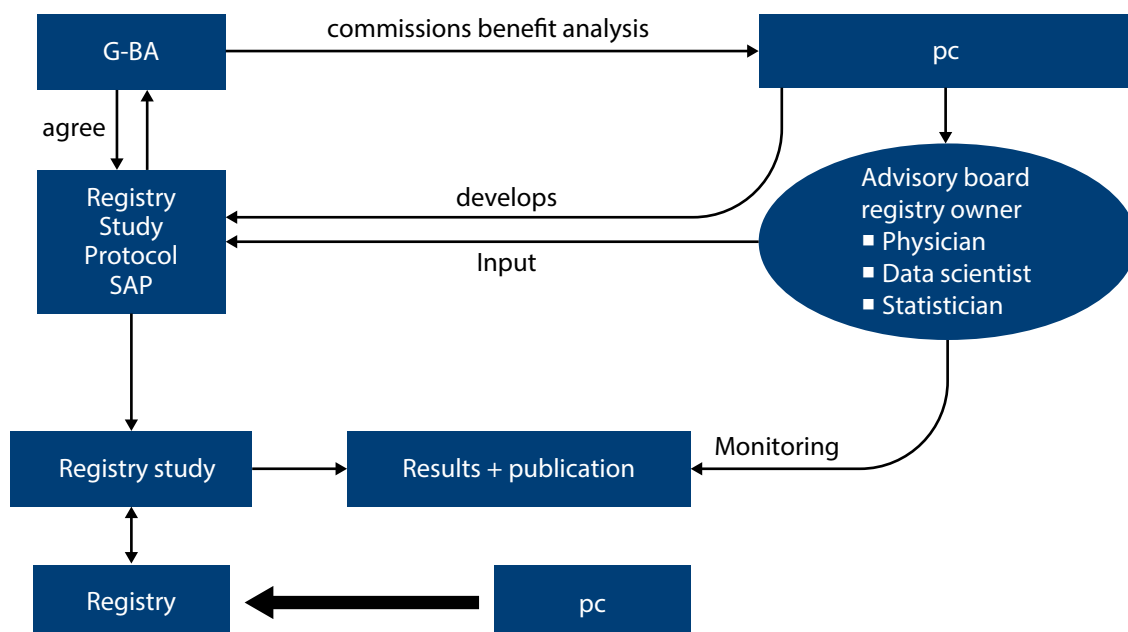 G-BA
commissions benefit analysis
pc
agree
Registry
Study
Protocol
SAP
develops
Input
Advisory board
registry owner
▪ Physician
▪ Data scientist
▪ Statistician
Registry study
Results + publication
Monitoring
Registry
pc